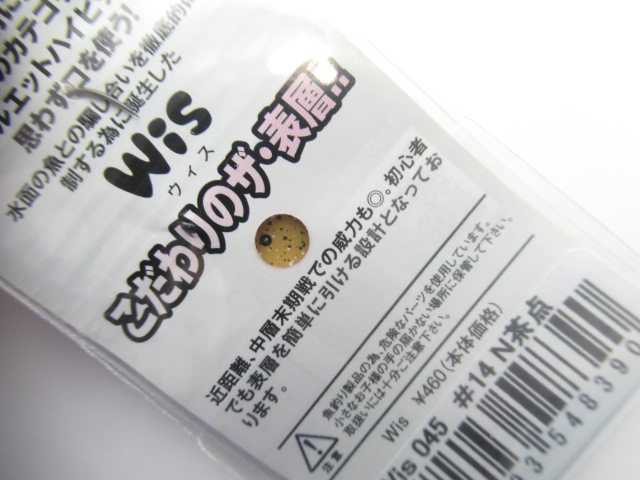 のカテゴ
ルエットハイピ
思わず口を使う!
水面の魚との騙し合いを徹底的に
制する為に誕生した
Wis
ウィス
こだわりのザ・表層!!
近距離、中層末期戦での威力も◎。初心者
でも表層を簡単に引ける設計となってお
ります。
注意
魚釣り製品の為、危険なパーツを使用しています。
小さなお子様の手の届かない場所に保管して下さい。
取扱いには十分ご注意下さい。
Wis ¥460(本体価格)
Wis 045 #14 N茶点
3 548390